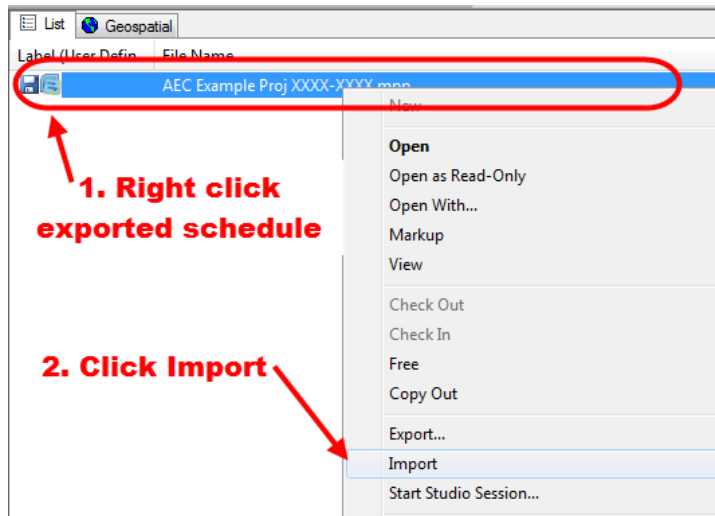 List Geospatial
Label (User Defin... File Name
AEC Example Proj XXXX-XXXX.mpp
New
Open
1. Right click
exported schedule
Open as Read-Only
Open With...
Markup
View
Check Out
Check In
2. Click Import
Free
Copy Out
Export...
Import
Start Studio Session...